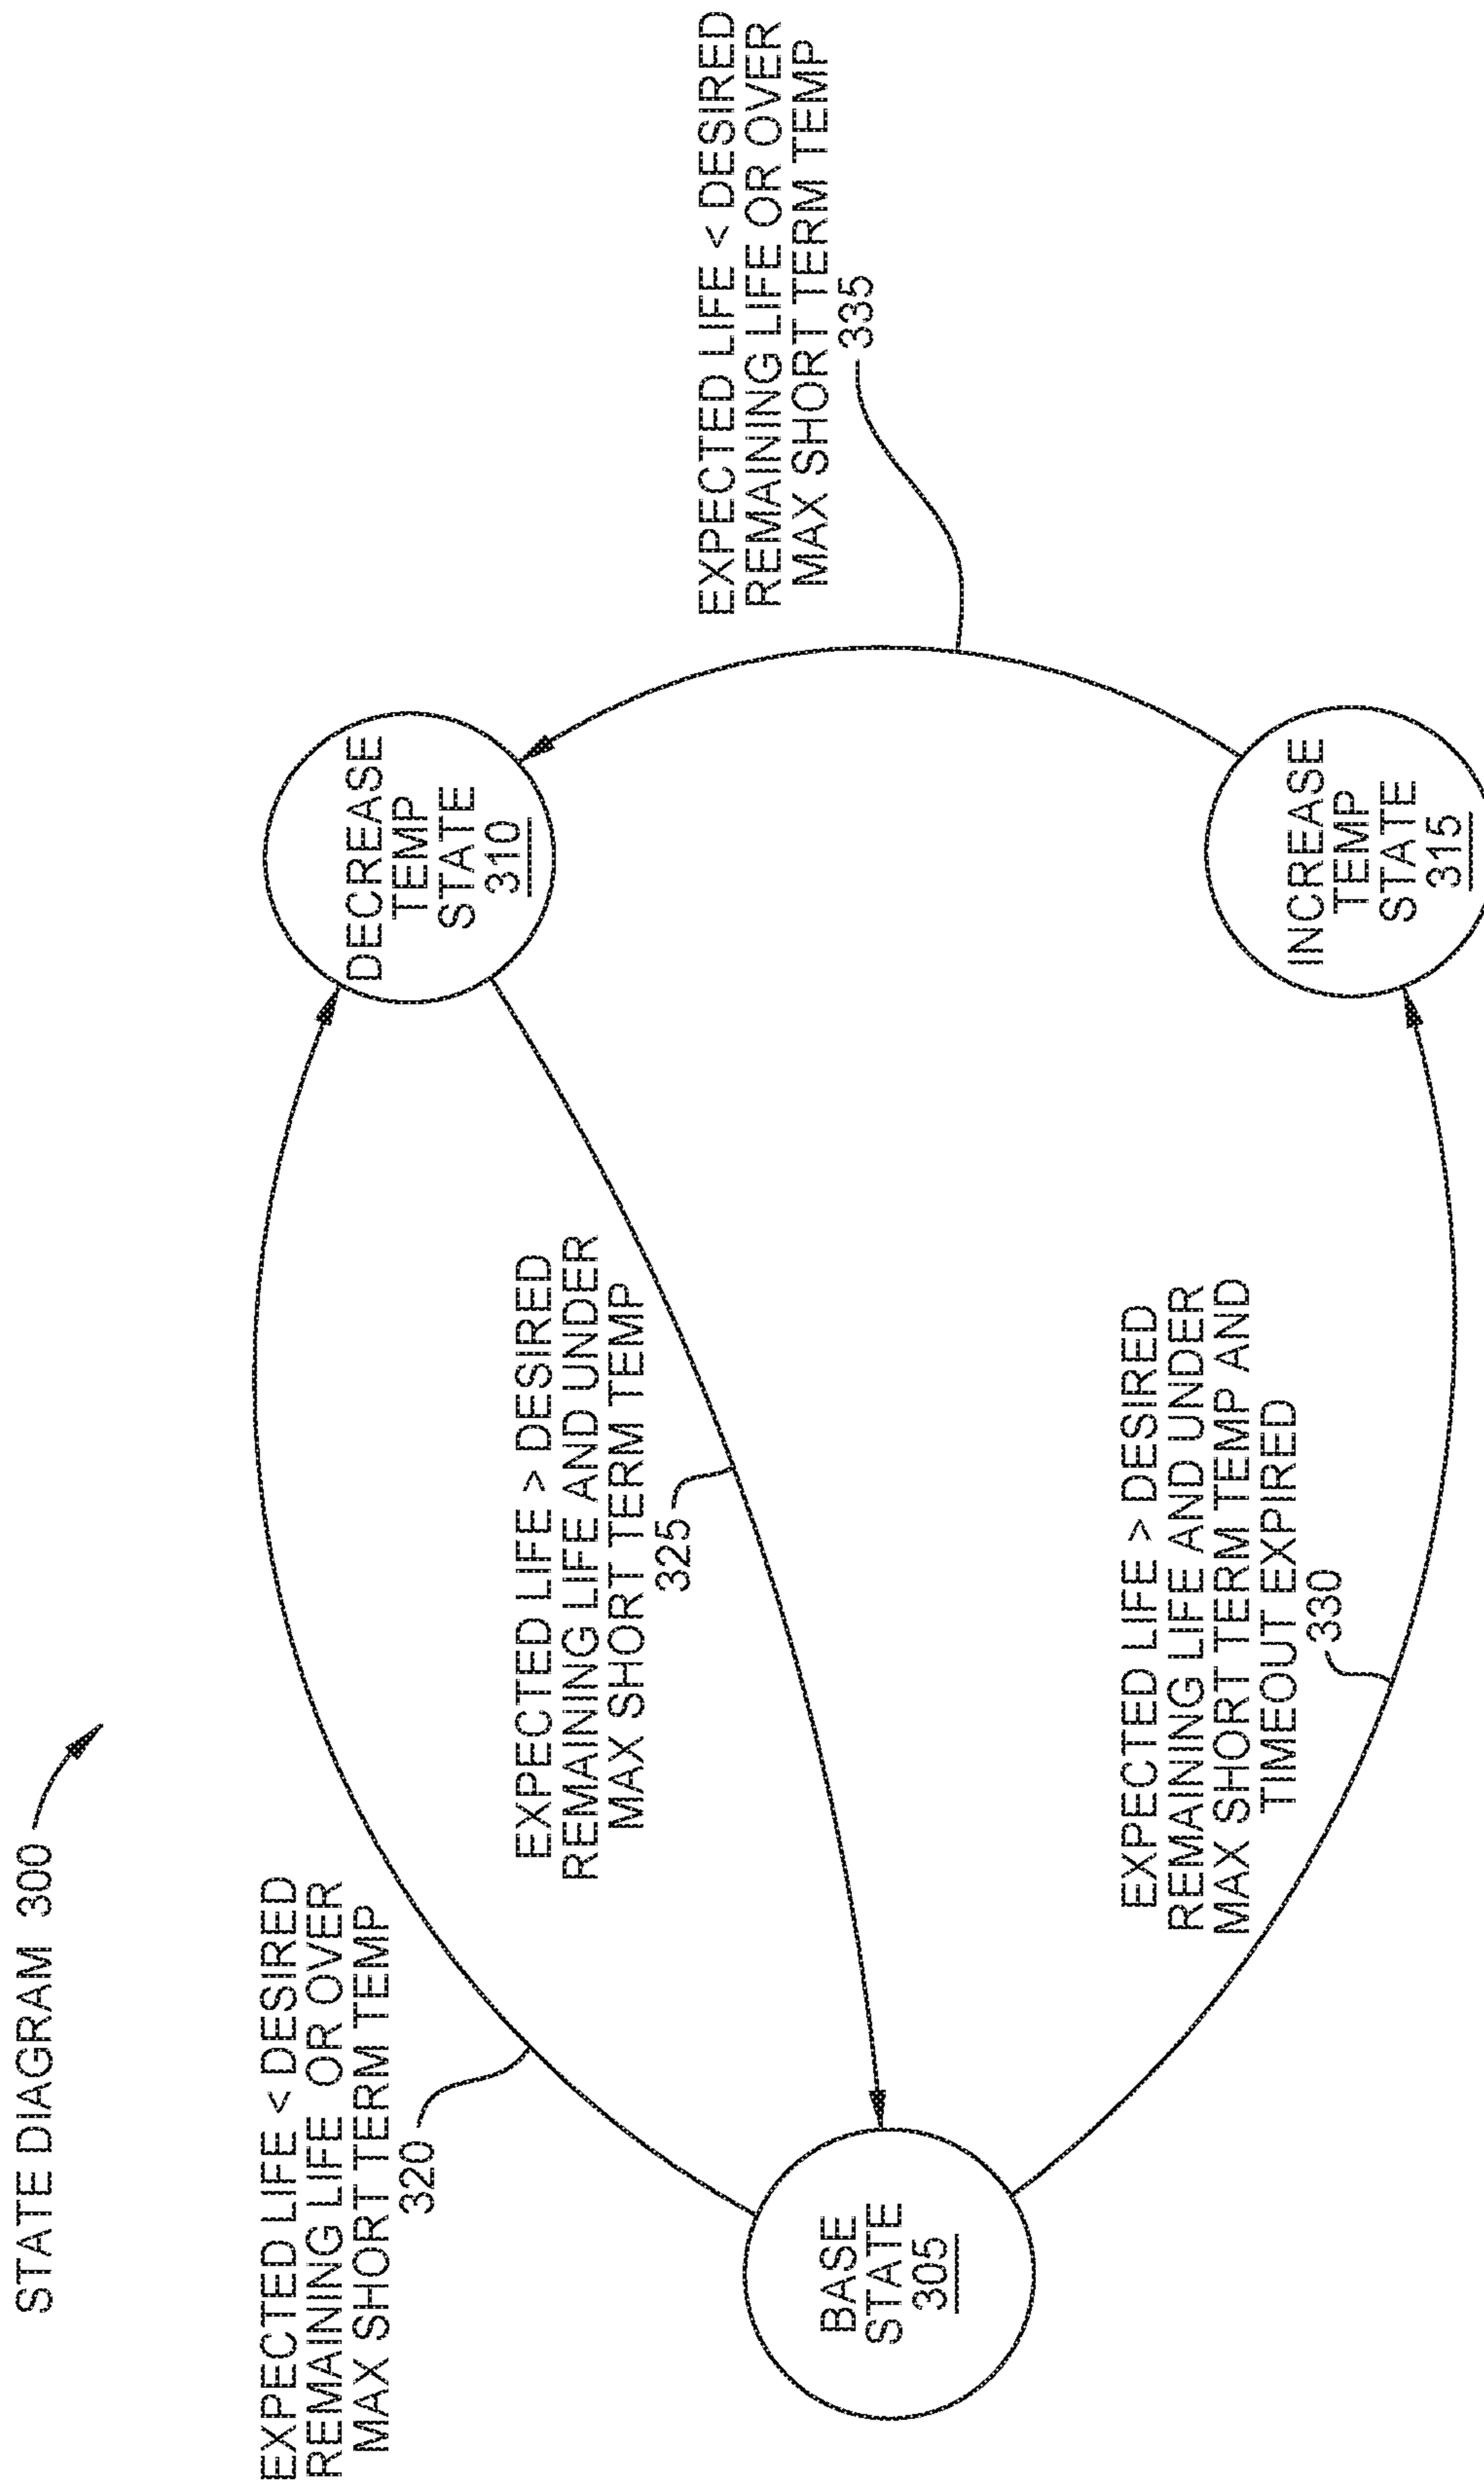 STATE DIAGRAM 300
EXPECTED LIFE < DESIRED
REMAINING LIFE OR OVER
MAX SHORT TERM TEMP
320
EXPECTED LIFE > DESIRED
REMAINING LIFE AND UNDER
MAX SHORT TERM TEMP
325
DECREASE
TEMP
STATE
310
EXPECTED LIFE < DESIRED
REMAINING LIFE OR OVER
MAX SHORT TERM TEMP
335
BASE
STATE
305
EXPECTED LIFE > DESIRED
REMAINING LIFE AND UNDER
MAX SHORT TERM TEMP AND
TIMEOUT EXPIRED
330
INCREASE
TEMP
STATE
315